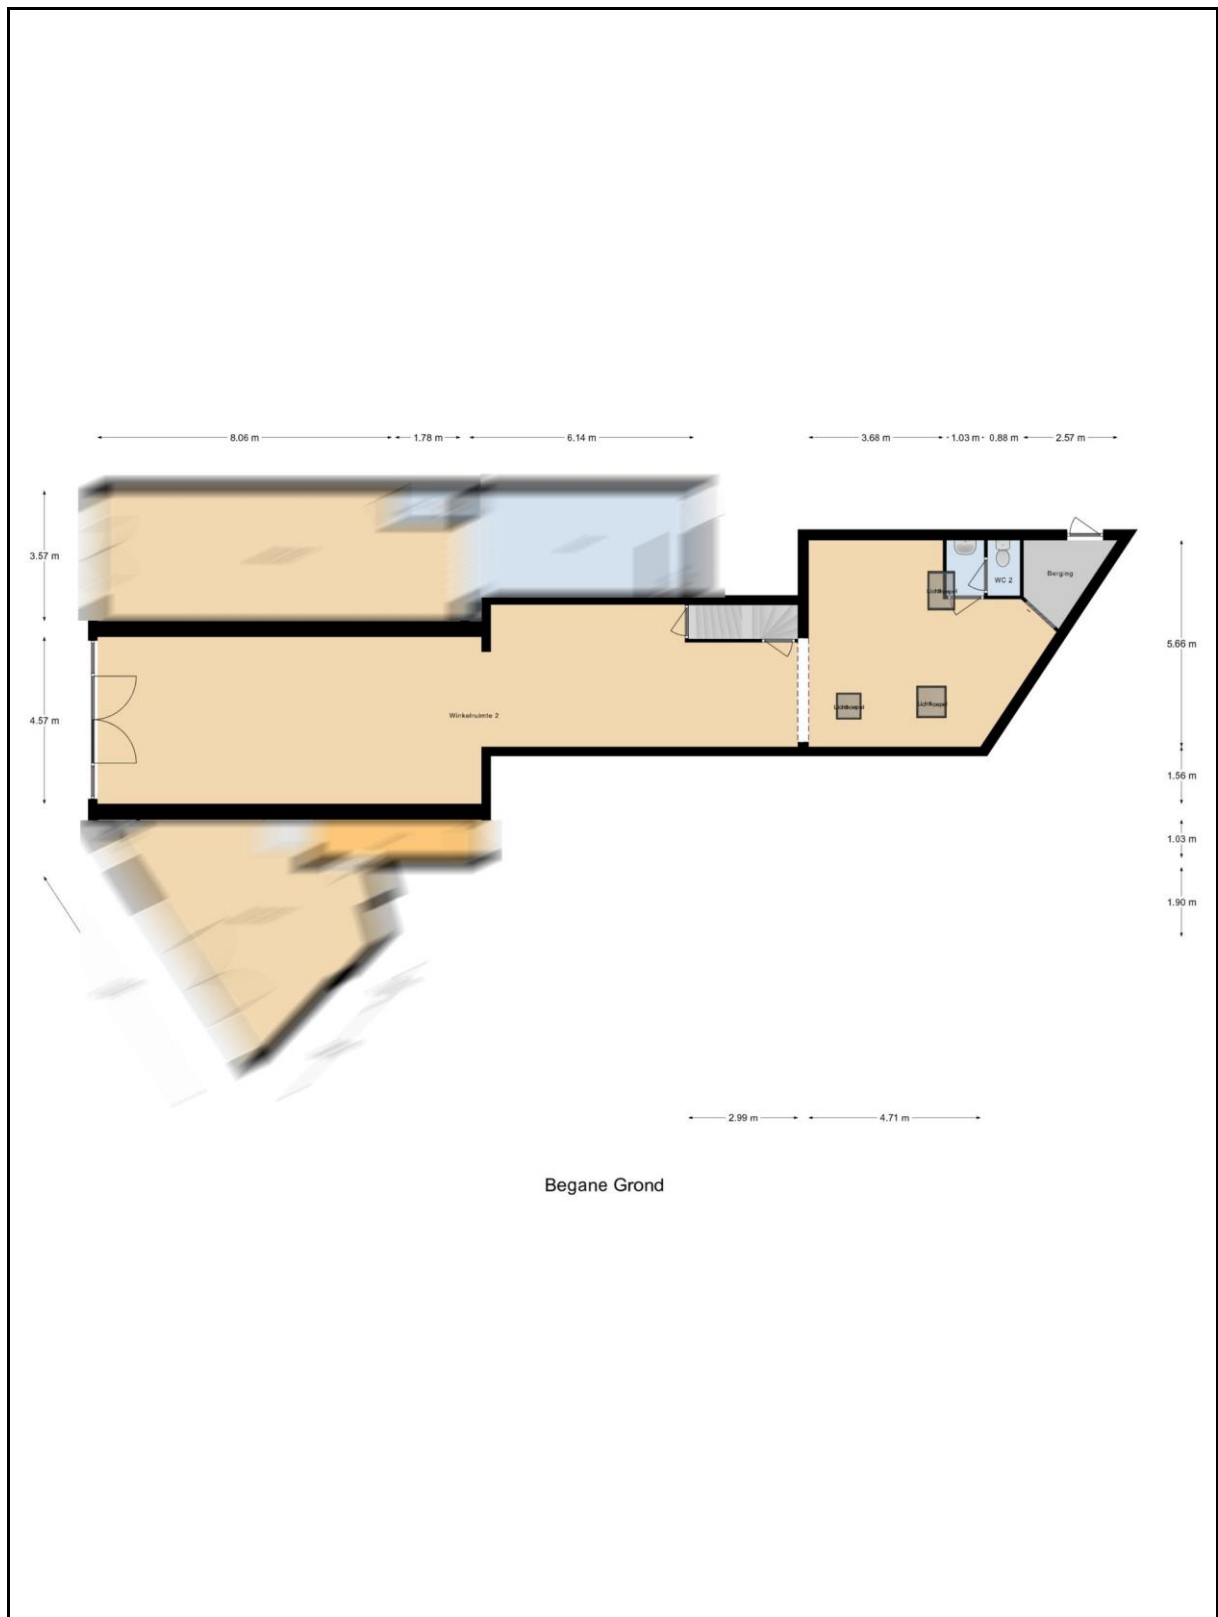 8.06 m
1.78 m
6.14 m
3.68 m
1.03 m
0.88 m
2.57 m
3.57 m
Lichtkoepel
WC 2
Berging
5.66 m
4.57 m
Winkelruimte 2
Lichtkoepel
Lichtkoepel
1.56 m
1.03 m
1.90 m
2.99 m
4.71 m
Begane Grond